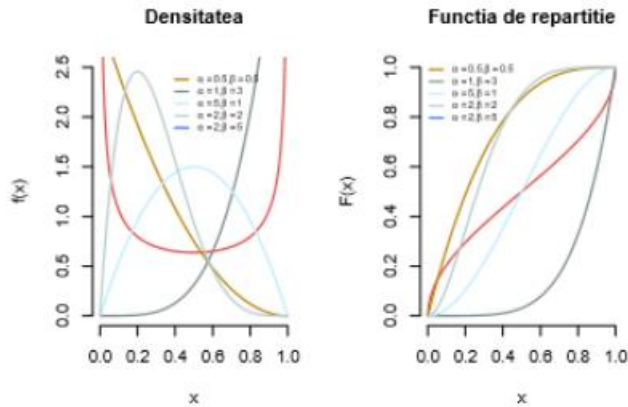 Densitatea
α=0.5,β=0.5
α=1,β=3
α=5,β=1
α=2,β=2
α=2,β=5
f(x)
0.0 0.5 1.0 1.5 2.0 2.5
0.0 0.2 0.4 0.6 0.8 1.0
x
Functia de repartitie
α=0.5,β=0.5
α=1,β=3
α=5,β=1
α=2,β=2
α=2,β=5
F(x)
0.0 0.2 0.4 0.6 0.8 1.0
0.0 0.2 0.4 0.6 0.8 1.0
x